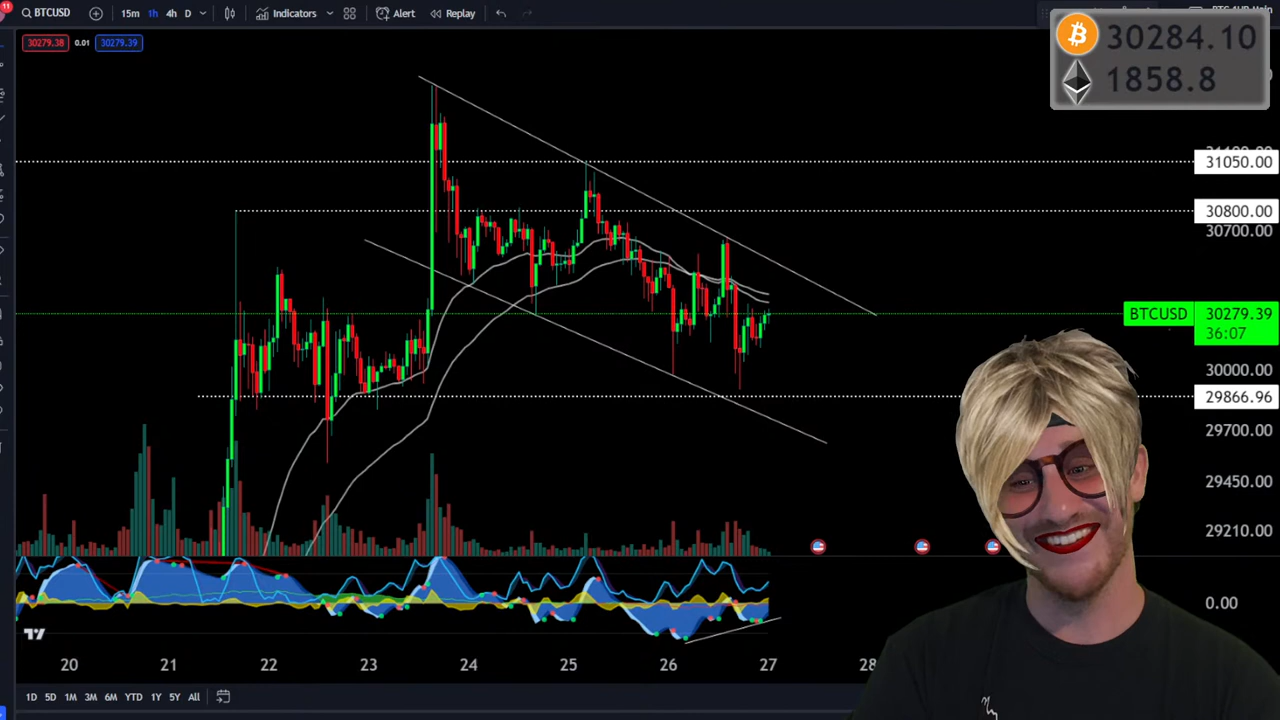 11
BTCUSD 15m 1h 4h D Indicators Alert Replay
30279.38 0.01 30279.39
30284.10
1858.8
31050.00
30800.00
30700.00
BTCUSD 30279.39
36:07
30000.00
29866.96
29700.00
29450.00
29210.00
0.00
20 21 22 23 24 25 26 27 28
1D 5D 1M 3M 6M YTD 1Y 5Y All